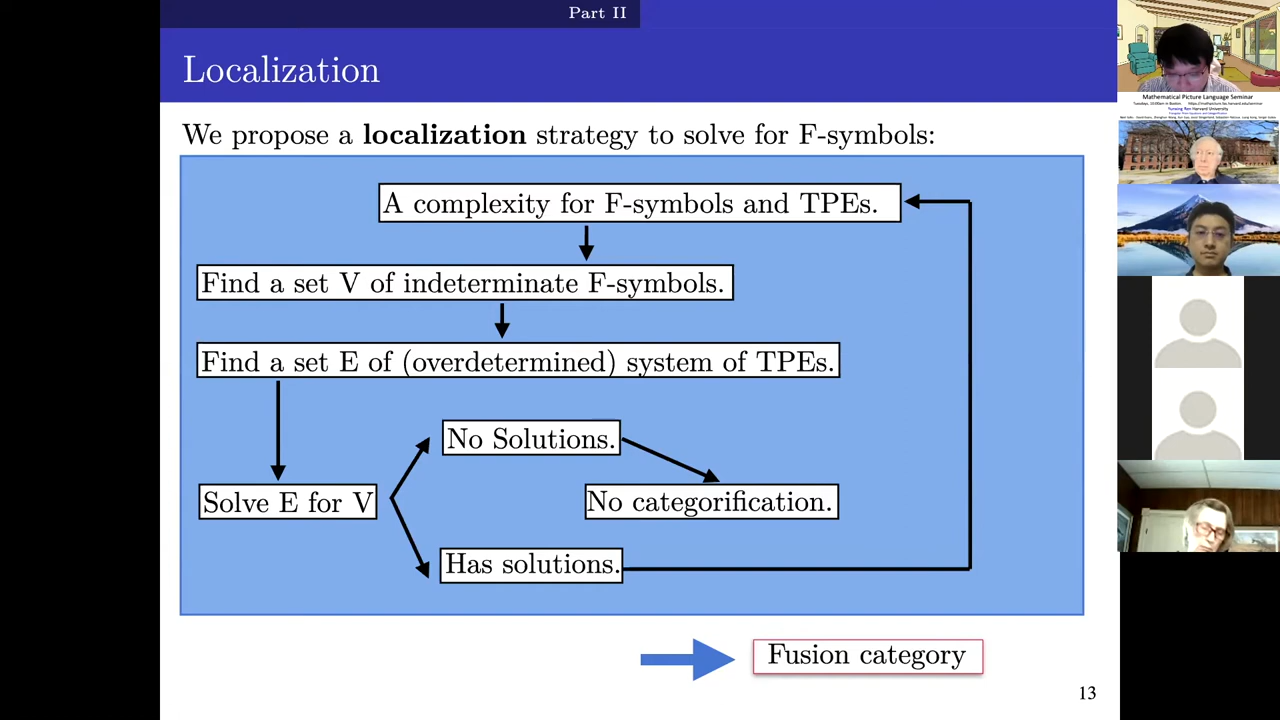 Part II
Localization
We propose a localization strategy to solve for F-symbols:
A complexity for F-symbols and TPEs.
Find a set V of indeterminate F-symbols.
Find a set E of (overdetermined) system of TPEs.
No Solutions.
Solve E for V
No categorification.
Has solutions.
Fusion category
13
Mathematical Picture Language Seminar